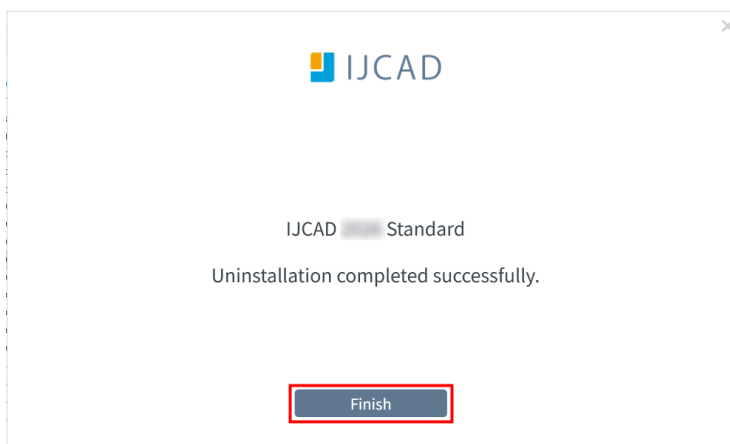 IJCAD
IJCAD Standard
Uninstallation completed successfully.
Finish